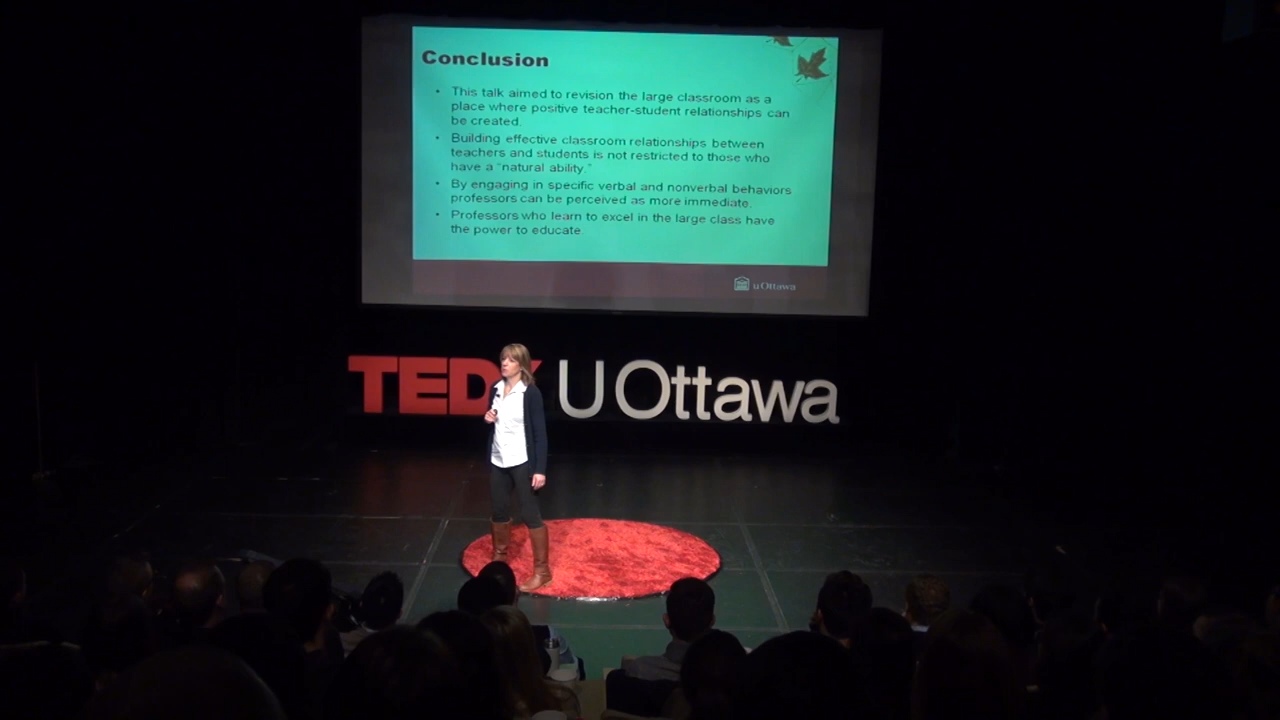 Conclusion
• This talk aimed to revision the large classroom as a
place where positive teacher-student relationships can
be created.
• Building effective classroom relationships between
teachers and students is not restricted to those who
have a "natural ability."
• By engaging in specific verbal and nonverbal behaviors
professors can be perceived as more immediate.
• Professors who learn to excel in the large class have
the power to educate.
uOttawa
TEDx UOttawa